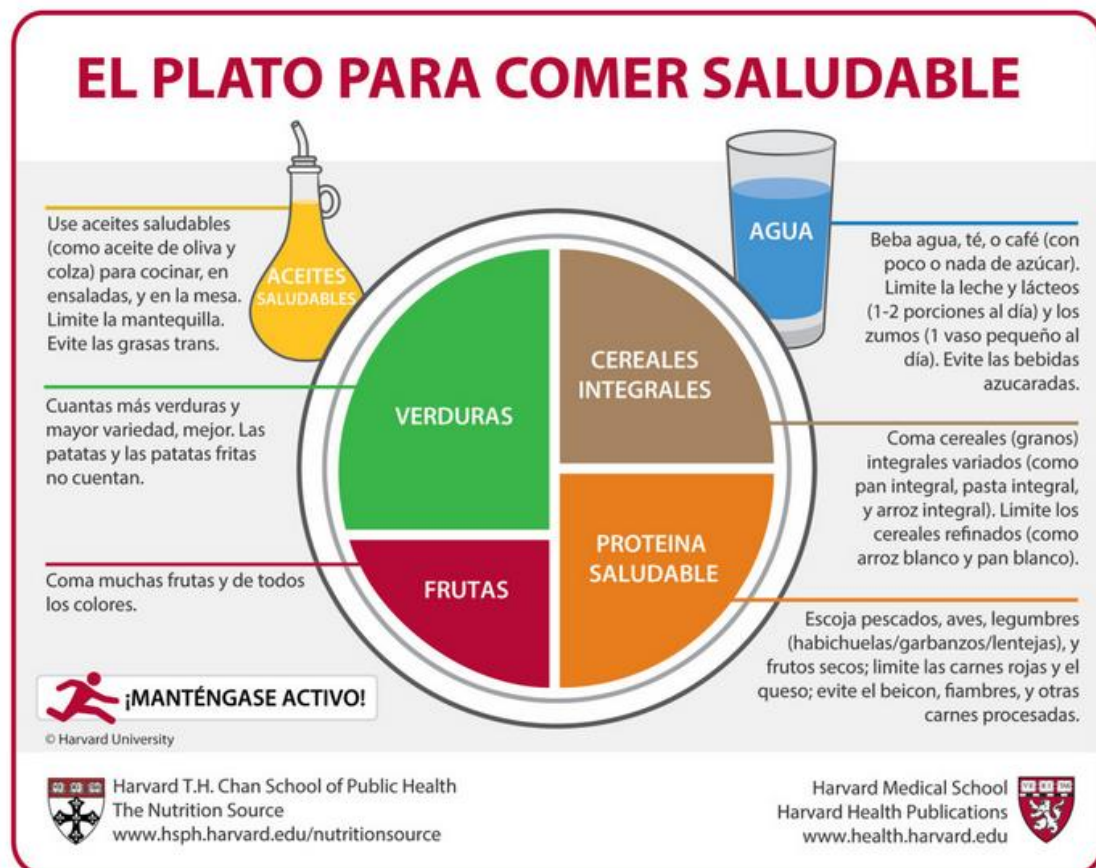 EL PLATO PARA COMER SALUDABLE
Use aceites saludables
(como aceite de oliva y
colza) para cocinar, en
ensaladas, y en la mesa.
Limite la mantequilla.
Evite las grasas trans.
ACEITES
SALUDABLES
AGUA
Beba agua, té, o café (con
poco o nada de azúcar).
Limite la leche y lácteos
(1-2 porciones al día) y los
zumos (1 vaso pequeño al
día). Evite las bebidas
azucaradas.
Cuantas más verduras y
mayor variedad, mejor. Las
patatas y las patatas fritas
no cuentan.
VERDURAS
CEREALES
INTEGRALES
Coma cereales (granos)
integrales variados (como
pan integral, pasta integral,
y arroz integral). Limite los
cereales refinados (como
arroz blanco y pan blanco).
Coma muchas frutas y de todos
los colores.
FRUTAS
PROTEINA
SALUDABLE
Escoja pescados, aves, legumbres
(habichuelas/garbanzos/lentejas), y
frutos secos; limite las carnes rojas y el
queso; evite el beicon, fiambres, y otras
carnes procesadas.
¡MANTÉNGASE ACTIVO!
© Harvard University
Harvard T.H. Chan School of Public Health
The Nutrition Source
www.hsph.harvard.edu/nutritionsource
Harvard Medical School
Harvard Health Publications
www.health.harvard.edu